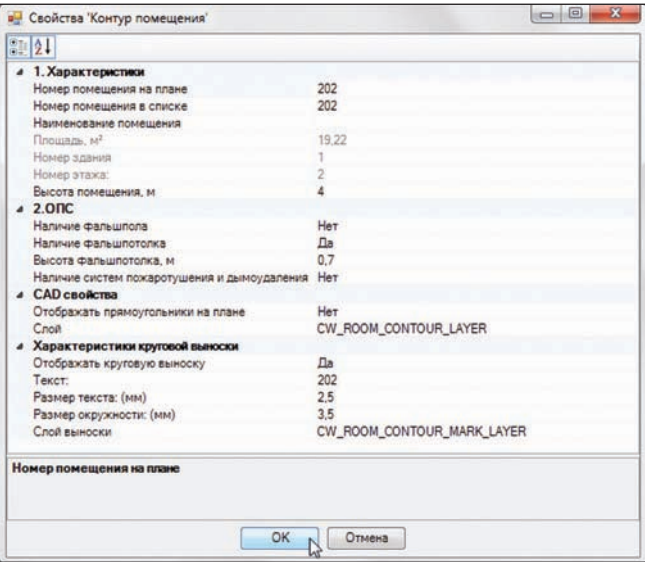 Свойства 'Контур помещения'
1. Характеристики
Номер помещения на плане 202
Номер помещения в списке 202
Наименование помещения
Площадь, м² 19,22
Номер здания 1
Номер этажа: 2
Высота помещения, м 4
2.ОПС
Наличие фальшпола Нет
Наличие фальшпотолка Да
Высота фальшпотолка, м 0,7
Наличие систем пожаротушения и дымоудаления Нет
CAD свойства
Отображать прямоугольники на плане Нет
Слой CW_ROOM_CONTOUR_LAYER
Характеристики круговой выноски
Отображать круговую выноску Да
Текст: 202
Размер текста: (мм) 2,5
Размер окружности: (мм) 3,5
Слой выноски CW_ROOM_CONTOUR_MARK_LAYER
Номер помещения на плане
OK Отмена